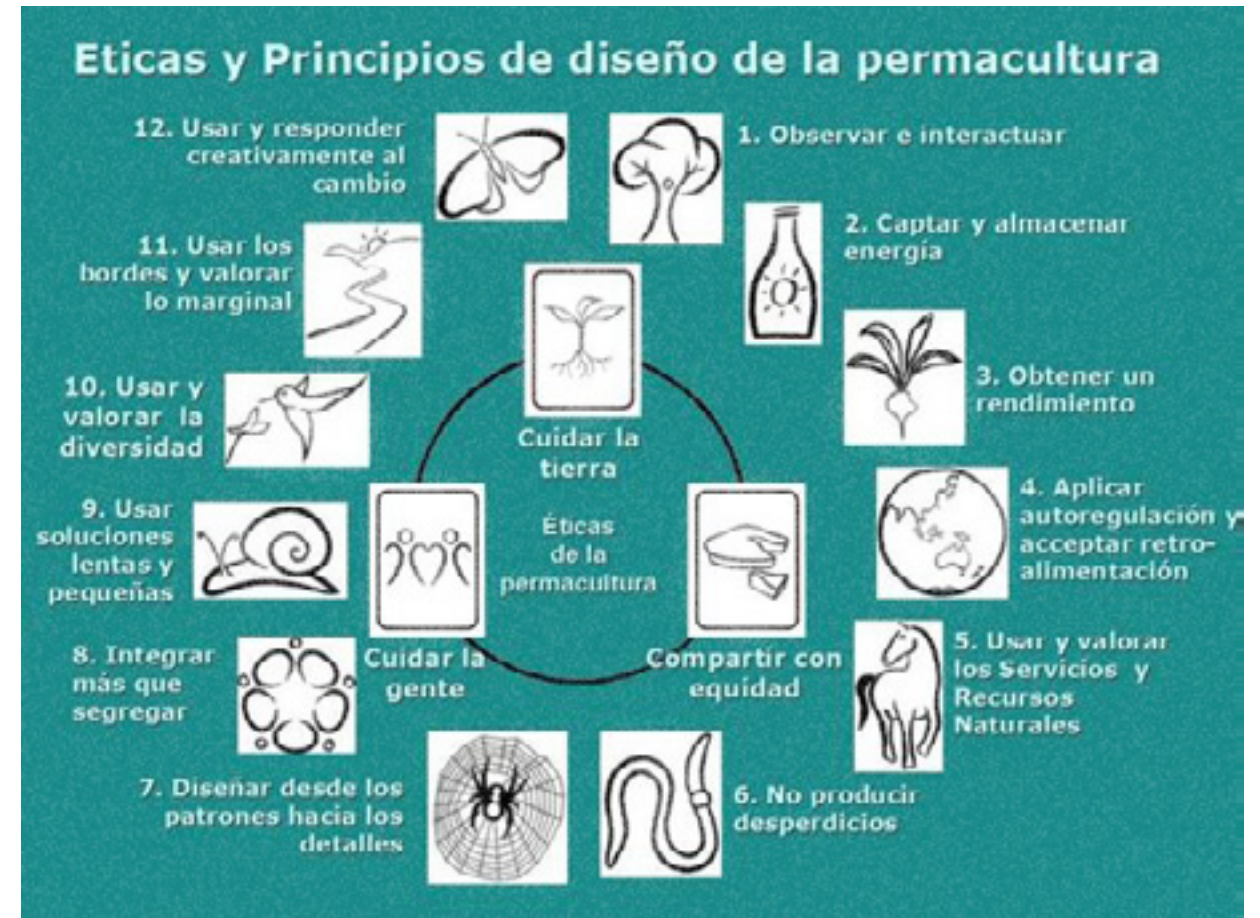 Eticas y Principios de diseño de la permacultura
12. Usar y responder
creativamente al
cambio
1. Observar e interactuar
2. Captar y almacenar
energía
11. Usar los
bordes y valorar
lo marginal
3. Obtener un
rendimiento
10. Usar y
valorar la
diversidad
Cuidar la
tierra
4. Aplicar
autoregulación y
acceptar retro-
alimentación
9. Usar
soluciones
lentas y
pequeñas
Éticas
de la
permacultura
5. Usar y valorar
los Servicios y
Recursos
Naturales
8. Integrar
más que
segregar
Cuidar la
gente
Compartir con
equidad
7. Diseñar desde los
patrones hacia los
detalles
6. No producir
desperdicios